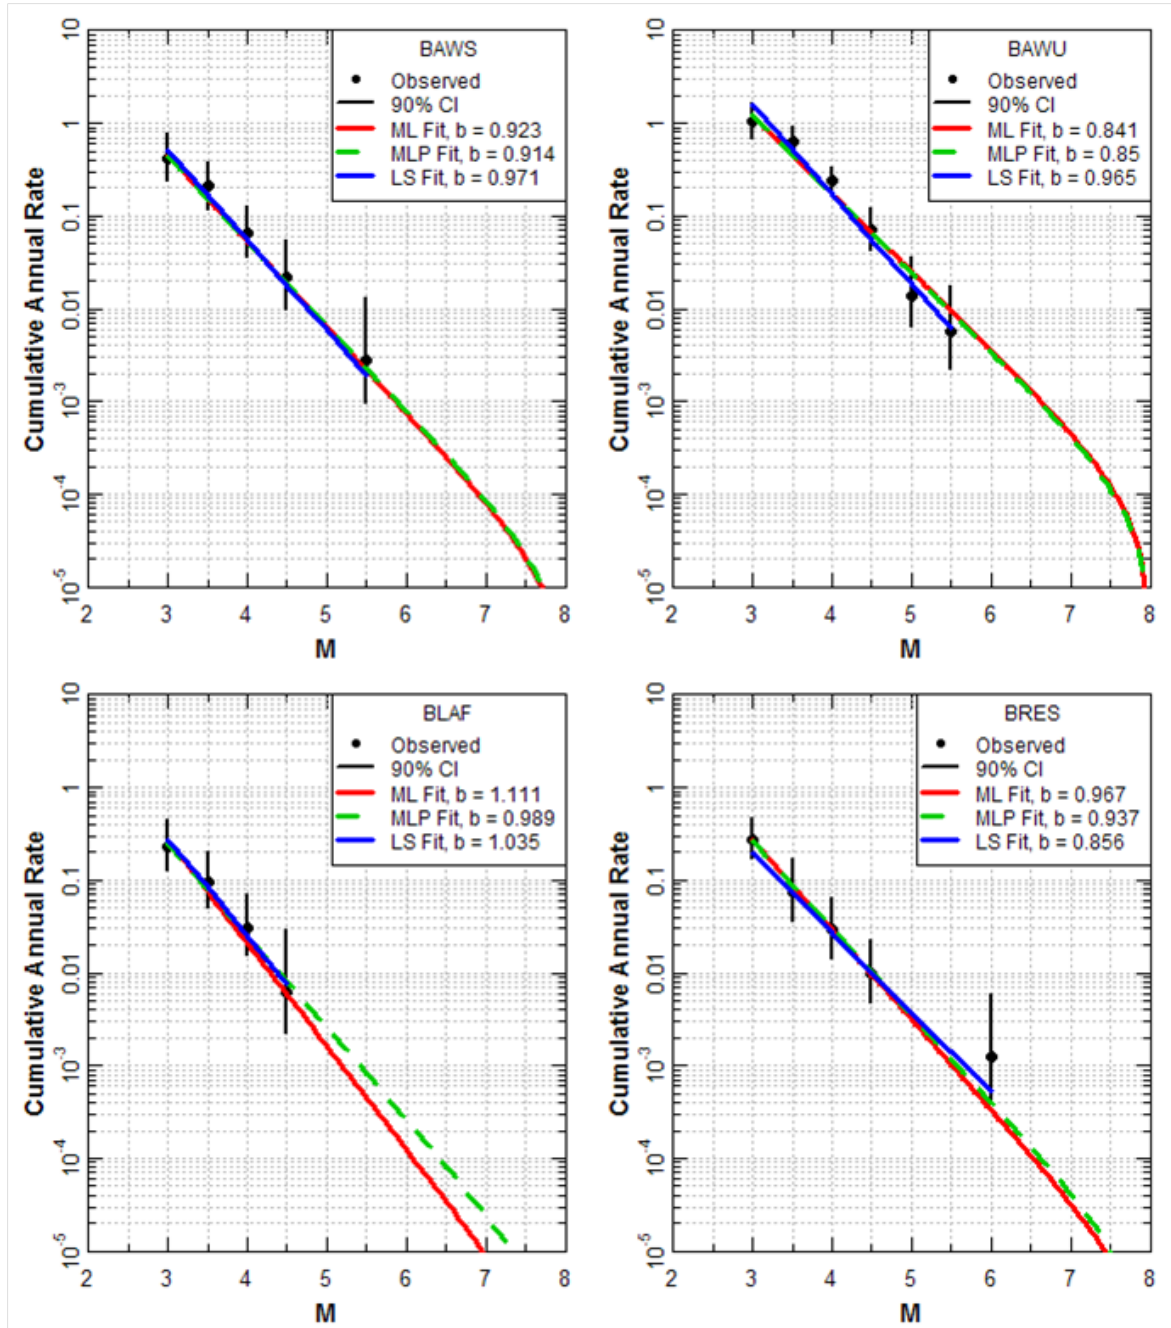 BAWS
Observed
90% CI
ML Fit, b = 0.923
MLP Fit, b = 0.914
LS Fit, b = 0.971
Cumulative Annual Rate
10
1
0.1
0.01
10-3
10-4
10-5
2 3 4 5 6 7 8
M
BAWU
Observed
90% CI
ML Fit, b = 0.841
MLP Fit, b = 0.85
LS Fit, b = 0.965
Cumulative Annual Rate
10
1
0.1
0.01
10-3
10-4
10-5
2 3 4 5 6 7 8
M
BLAF
Observed
90% CI
ML Fit, b = 1.111
MLP Fit, b = 0.989
LS Fit, b = 1.035
Cumulative Annual Rate
10
1
0.1
0.01
10-3
10-4
10-5
2 3 4 5 6 7 8
M
BRES
Observed
90% CI
ML Fit, b = 0.967
MLP Fit, b = 0.937
LS Fit, b = 0.856
Cumulative Annual Rate
10
1
0.1
0.01
10-3
10-4
10-5
2 3 4 5 6 7 8
M